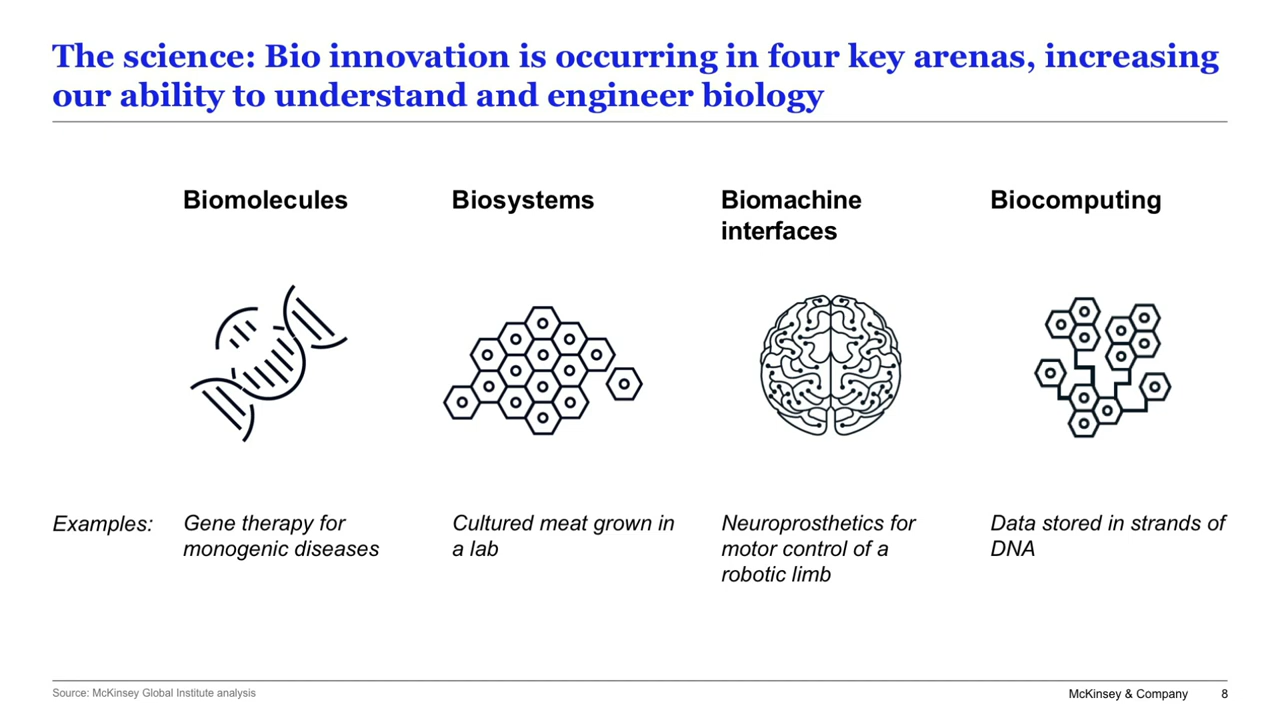 The science: Bio innovation is occurring in four key arenas, increasing
our ability to understand and engineer biology
Biomolecules
Biosystems
Biomachine
interfaces
Biocomputing
Examples:
Gene therapy for
monogenic diseases
Cultured meat grown in
a lab
Neuroprosthetics for
motor control of a
robotic limb
Data stored in strands of
DNA
Source: McKinsey Global Institute analysis
McKinsey & Company
8